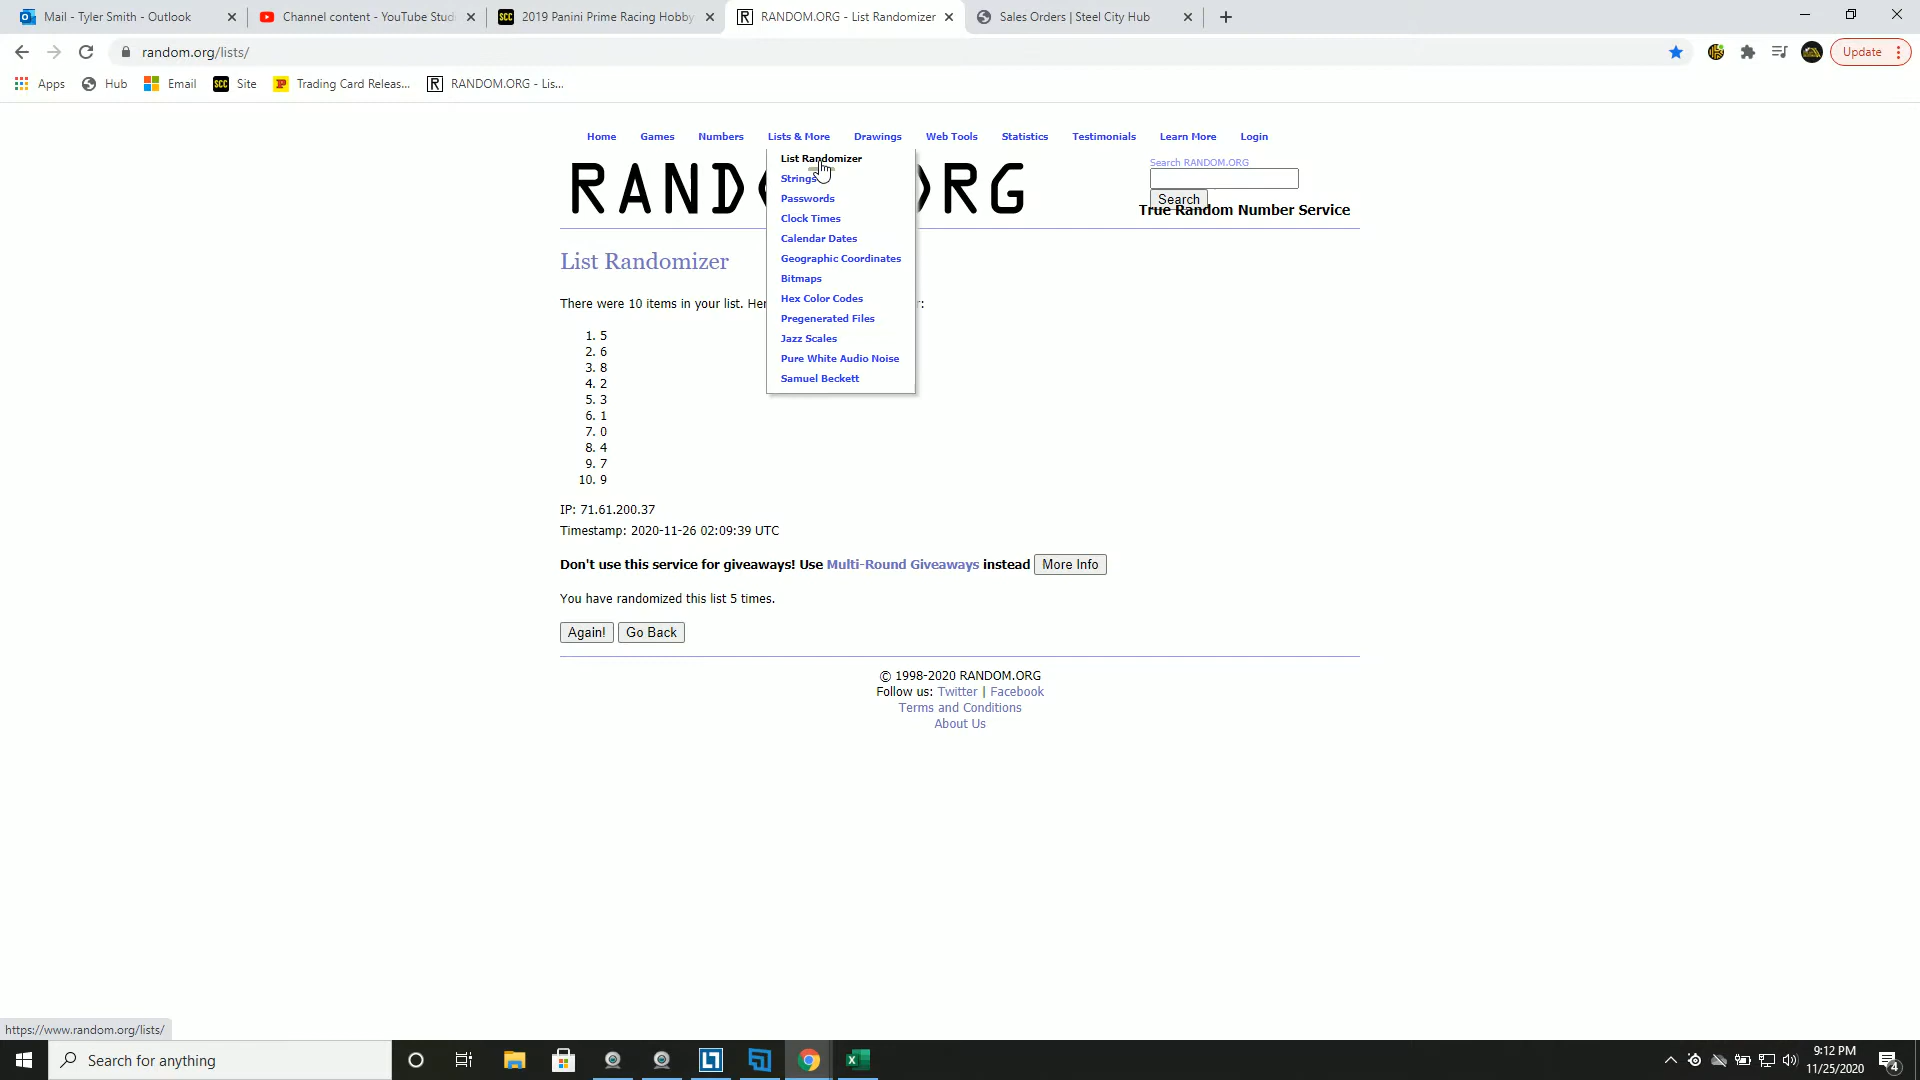 Mail - Tyler Smith - Outlook
Channel content - YouTube Studi
SCC 2019 Panini Prime Racing Hobby
R RANDOM.ORG - List Randomizer
Sales Orders | Steel City Hub
random.org/lists/
Update
Apps
Hub
Email
SCC Site
Trading Card Releas...
R RANDOM.ORG - Lis...
Home Games Numbers Lists & More Drawings Web Tools Statistics Testimonials Learn More Login
List Randomizer
Strings
Passwords
Clock Times
Calendar Dates
Geographic Coordinates
Bitmaps
Hex Color Codes
Pregenerated Files
Jazz Scales
Pure White Audio Noise
Samuel Beckett
RAND RG
Search RANDOM.ORG
Search
True Random Number Service
List Randomizer
There were 10 items in your list. Her r:
1. 5
2. 6
3. 8
4. 2
5. 3
6. 1
7. 0
8. 4
9. 7
10. 9
IP: 71.61.200.37
Timestamp: 2020-11-26 02:09:39 UTC
Don't use this service for giveaways! Use Multi-Round Giveaways instead More Info
You have randomized this list 5 times.
Again! Go Back
© 1998-2020 RANDOM.ORG
Follow us: Twitter | Facebook
Terms and Conditions
About Us
https://www.random.org/lists/
Search for anything
9:12 PM
11/25/2020
4